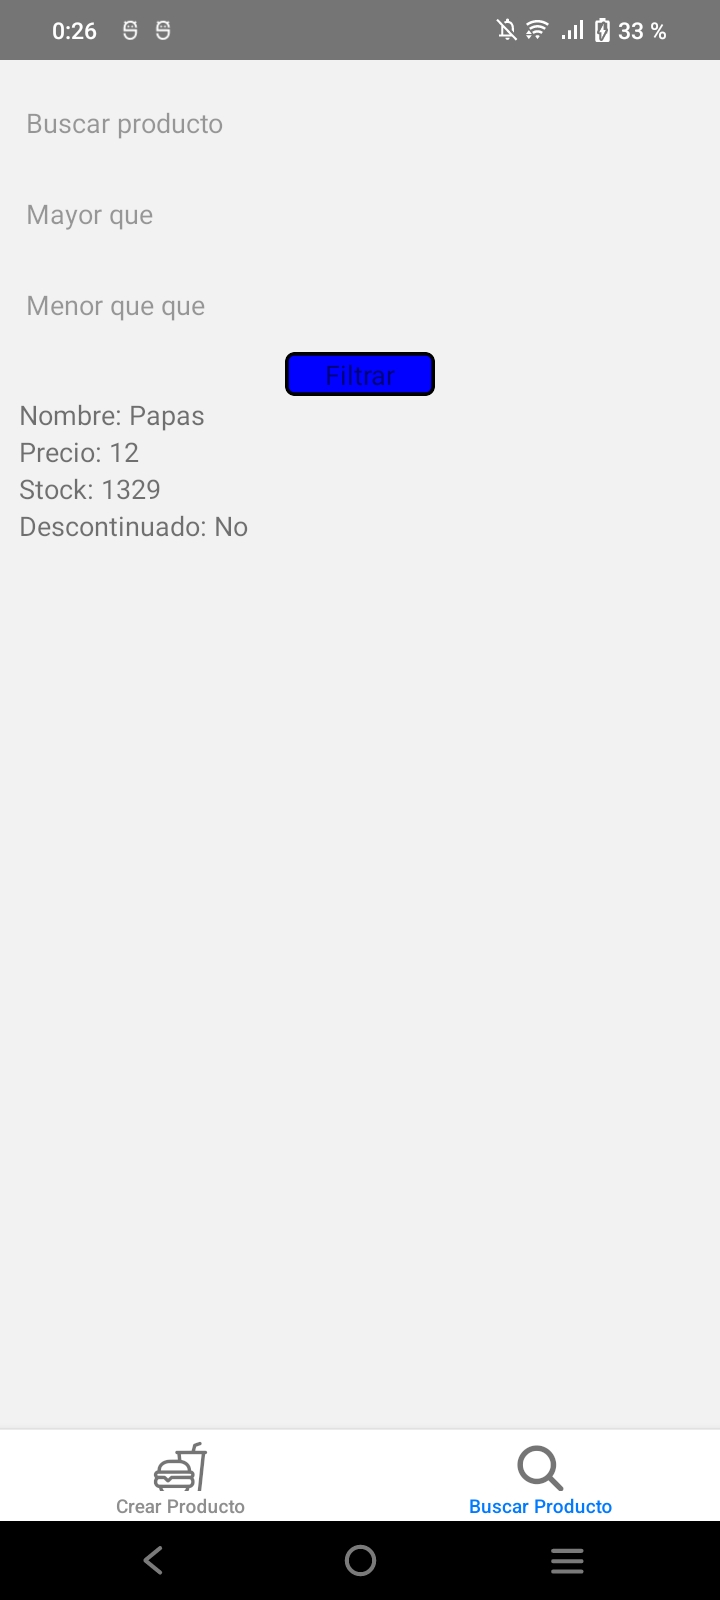 0:26
33 %
Buscar producto
Mayor que
Menor que que
Filtrar
Nombre: Papas
Precio: 12
Stock: 1329
Descontinuado: No
Crear Producto
Buscar Producto